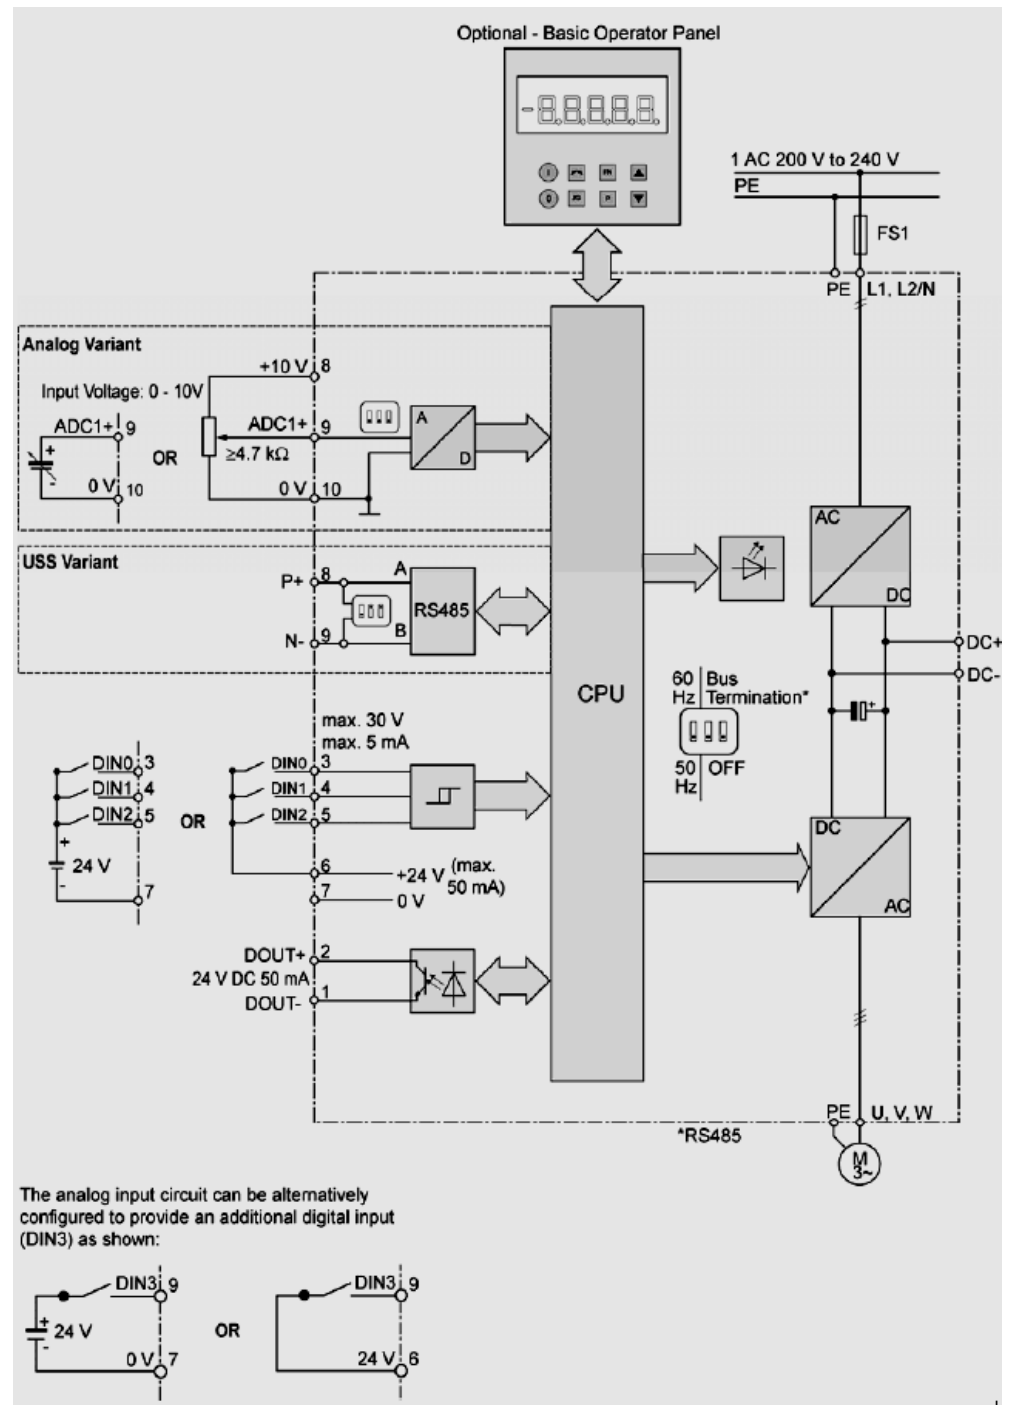 Optional - Basic Operator Panel
1 AC 200 V to 240 V
PE
FS1
PE
L1, L2/N
Analog Variant
+10 V
8
Input Voltage: 0 - 10V
ADC1+
9
OR
ADC1+
9
≥4.7 kΩ
A
D
0 V
10
0 V
10
AC
DC
USS Variant
P+
8
A
RS485
N-
9
B
DC+
DC-
CPU
60 Hz
Bus Termination*
50 Hz
OFF
max. 30 V
max. 5 mA
DIN0
3
DIN1
4
DIN2
5
+
24 V
-
7
OR
DIN0
3
DIN1
4
DIN2
5
6
+24 V (max. 50 mA)
7
0 V
DC
AC
DOUT+
2
24 V DC 50 mA
DOUT-
1
PE
U, V, W
*RS485
M
3~
The analog input circuit can be alternatively
configured to provide an additional digital input
(DIN3) as shown:
DIN3
9
+
24 V
-
0 V
7
OR
DIN3
9
24 V
6